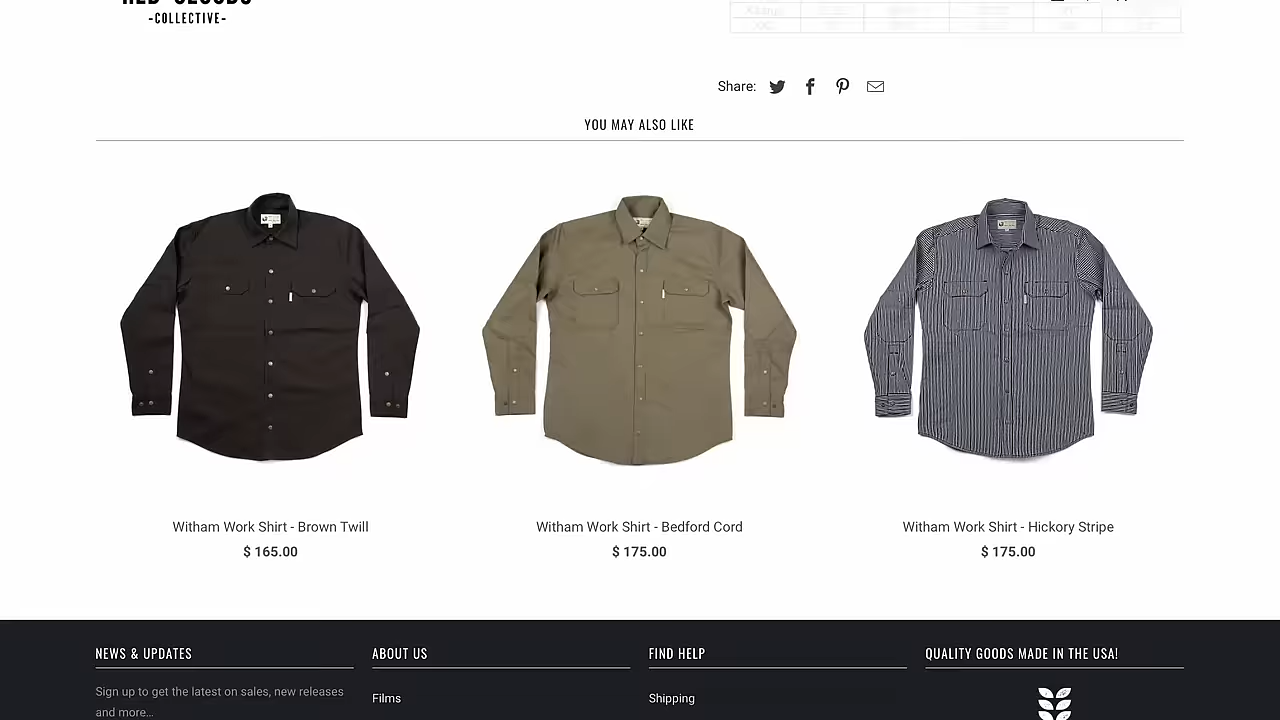 -COLLECTIVE-
XXL
Share:
YOU MAY ALSO LIKE
Witham Work Shirt - Brown Twill
$ 165.00
Witham Work Shirt - Bedford Cord
$ 175.00
Witham Work Shirt - Hickory Stripe
$ 175.00
NEWS & UPDATES
Sign up to get the latest on sales, new releases
and more…
ABOUT US
Films
FIND HELP
Shipping
QUALITY GOODS MADE IN THE USA!